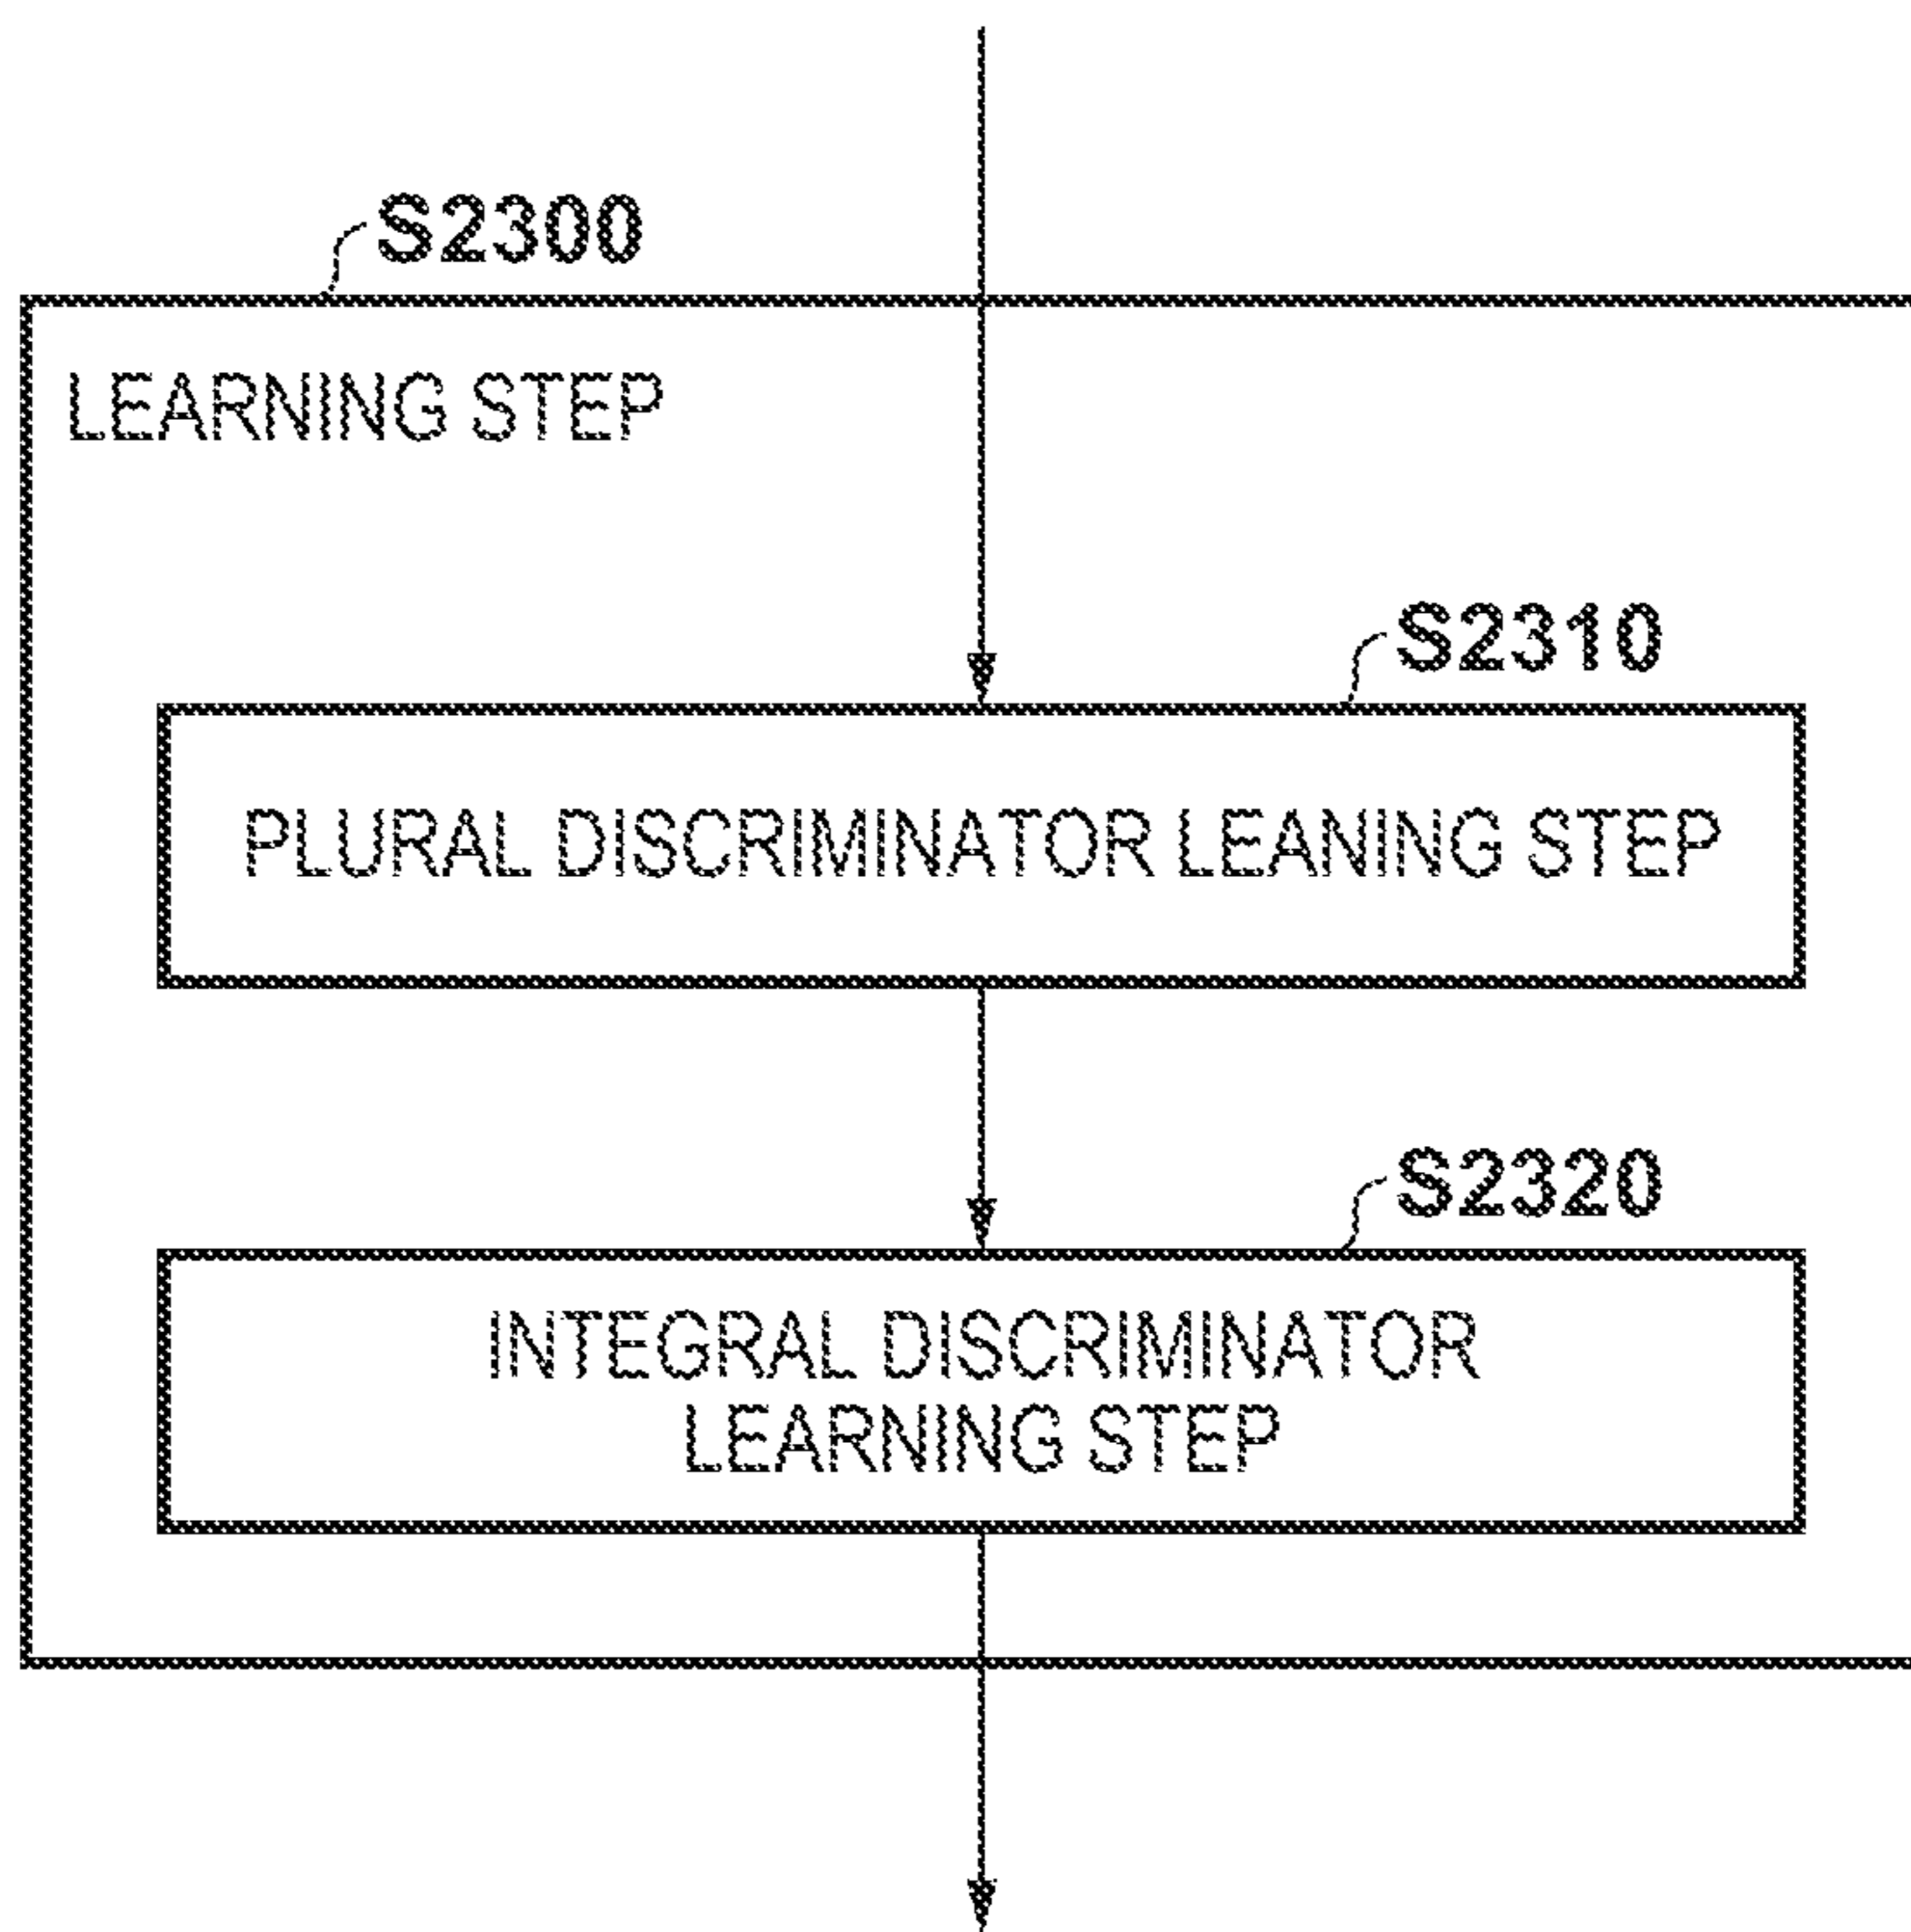 S2300
LEARNING STEP
S2310
PLURAL DISCRIMINATOR LEANING STEP
S2320
INTEGRAL DISCRIMINATOR
LEARNING STEP